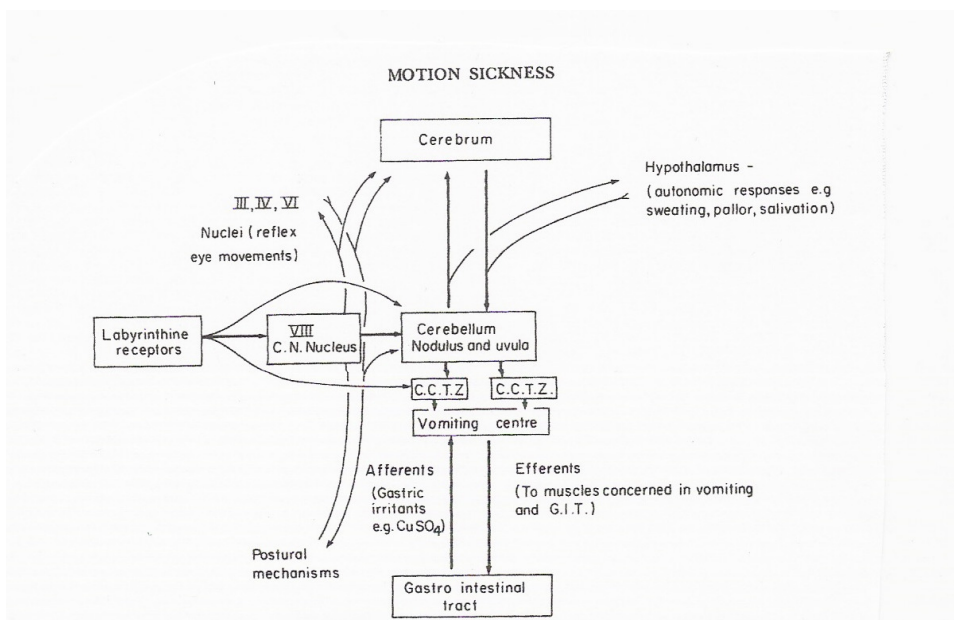 MOTION SICKNESS
Cerebrum
Hypothalamus -
(autonomic responses e.g
sweating, pallor, salivation)
III, IV, VI
Nuclei (reflex
eye movements)
Labyrinthine
receptors
VIII
C.N. Nucleus
Cerebellum
Nodulus and uvula
C.C.T.Z
C.C.T.Z.
Vomiting centre
Afferents
(Gastric
irritants
e.g. CuSO4)
Efferents
(To muscles concerned in vomiting
and G.I.T.)
Postural
mechanisms
Gastro intestinal
tract